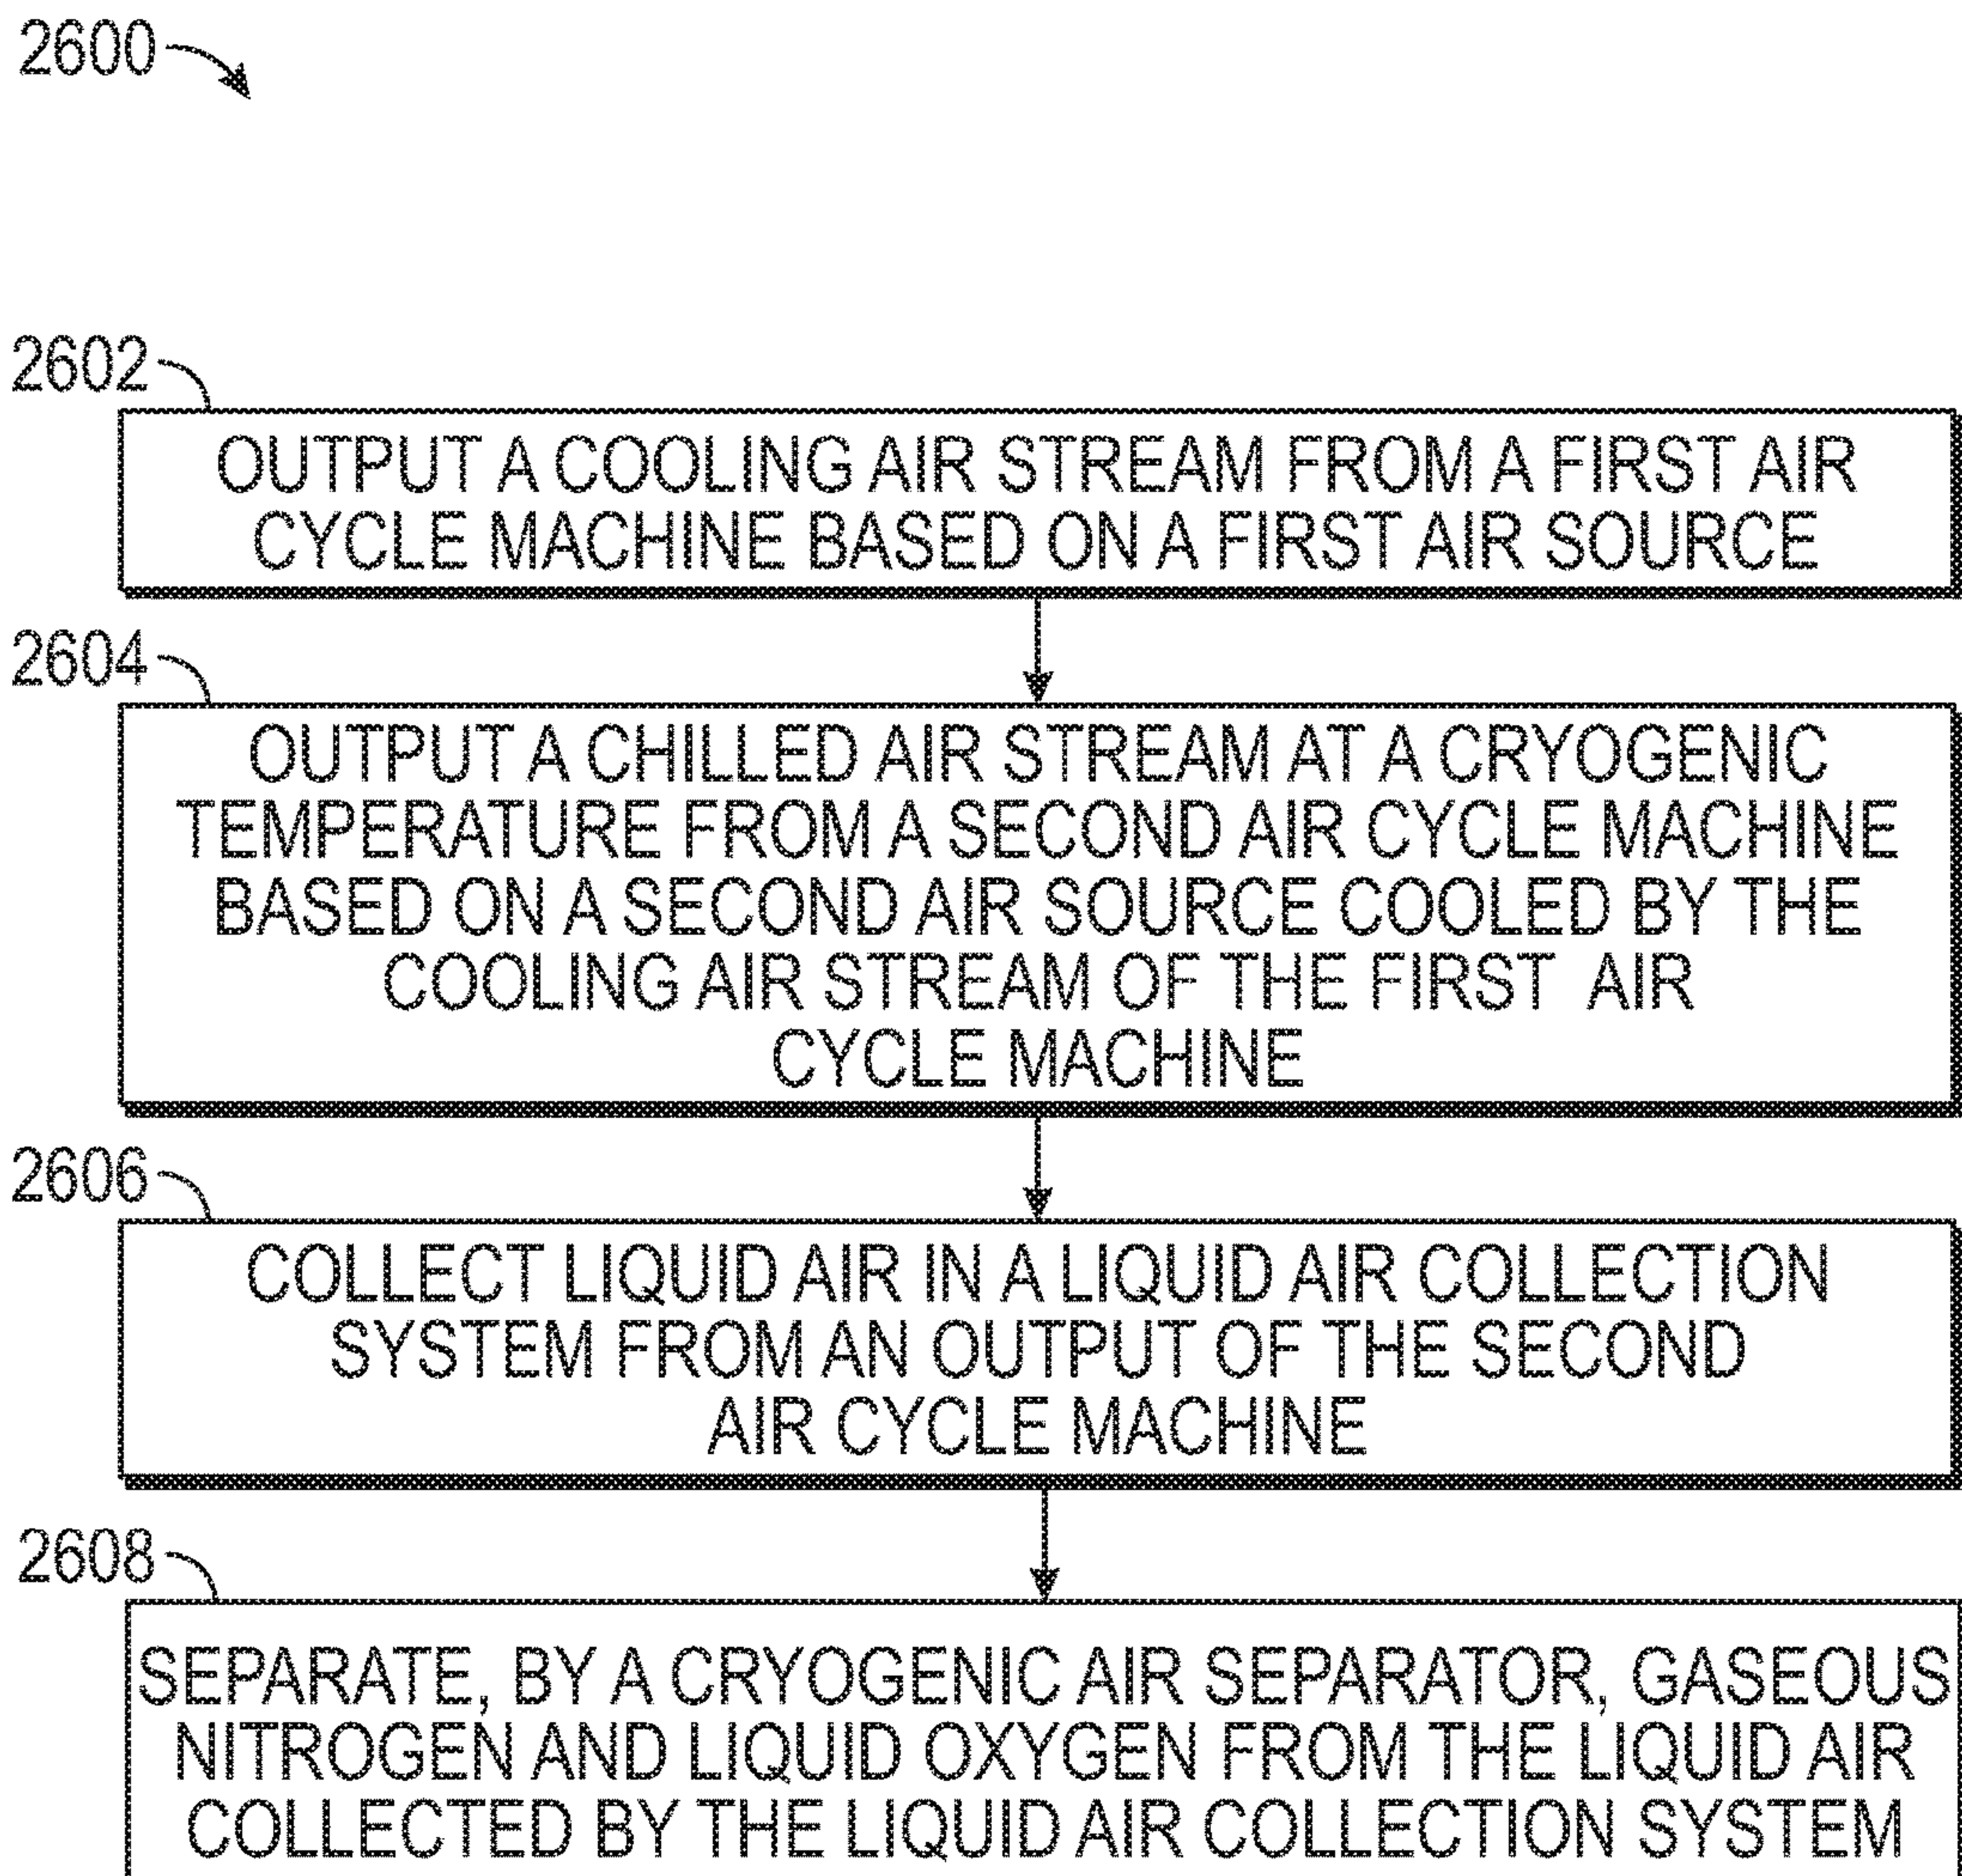 2600
2602
OUTPUT A COOLING AIR STREAM FROM A FIRST AIR
CYCLE MACHINE BASED ON A FIRST AIR SOURCE
2604
OUTPUT A CHILLED AIR STREAM AT A CRYOGENIC
TEMPERATURE FROM A SECOND AIR CYCLE MACHINE
BASED ON A SECOND AIR SOURCE COOLED BY THE
COOLING AIR STREAM OF THE FIRST AIR
CYCLE MACHINE
2606
COLLECT LIQUID AIR IN A LIQUID AIR COLLECTION
SYSTEM FROM AN OUTPUT OF THE SECOND
AIR CYCLE MACHINE
2608
SEPARATE, BY A CRYOGENIC AIR SEPARATOR, GASEOUS
NITROGEN AND LIQUID OXYGEN FROM THE LIQUID AIR
COLLECTED BY THE LIQUID AIR COLLECTION SYSTEM